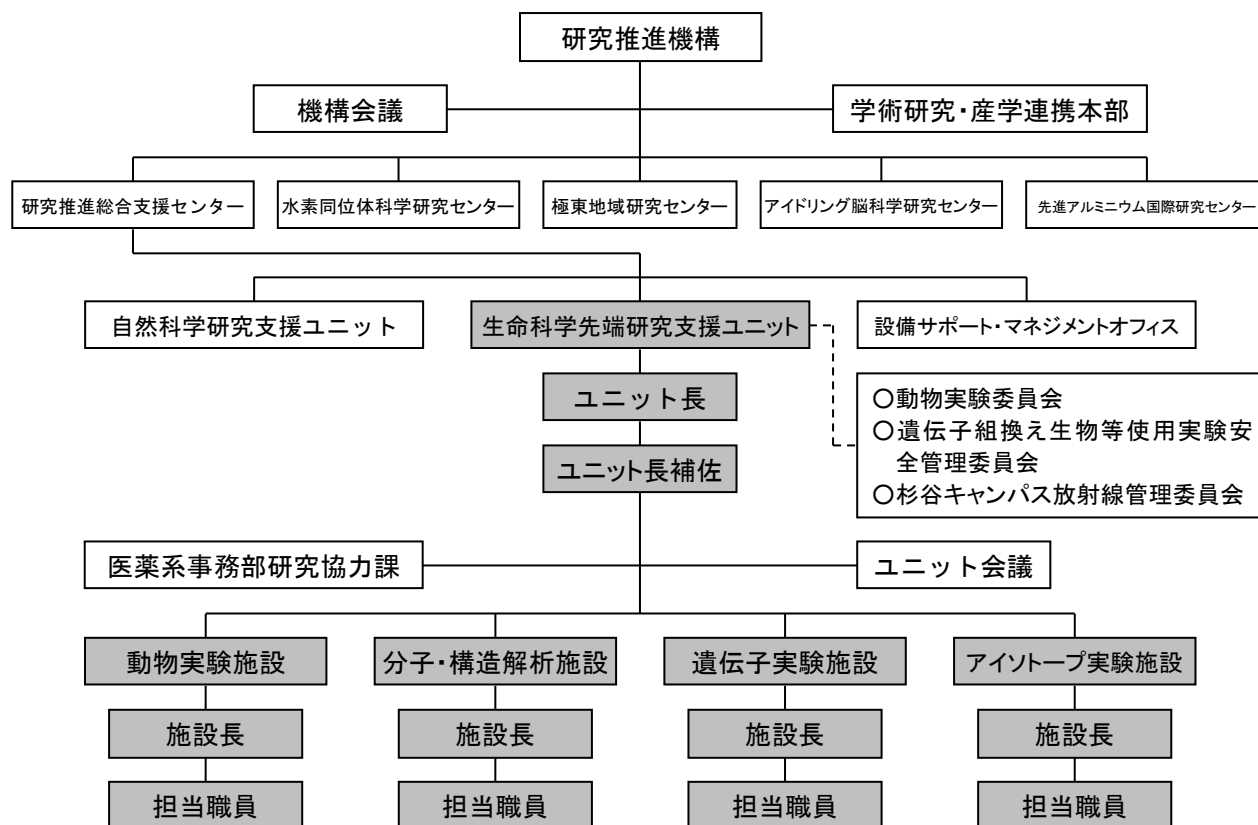 研究推進機構
機構会議
学術研究・産学連携本部
研究推進総合支援センター
水素同位体科学研究センター
極東地域研究センター
アイドリング脳科学研究センター
先進アルミニウム国際研究センター
自然科学研究支援ユニット
生命科学先端研究支援ユニット
設備サポート・マネジメントオフィス
ユニット長
ユニット長補佐
○動物実験委員会
○遺伝子組換え生物等使用実験安
全管理委員会
○杉谷キャンパス放射線管理委員会
医薬系事務部研究協力課
ユニット会議
動物実験施設
分子・構造解析施設
遺伝子実験施設
アイソトープ実験施設
施設長
施設長
施設長
施設長
担当職員
担当職員
担当職員
担当職員